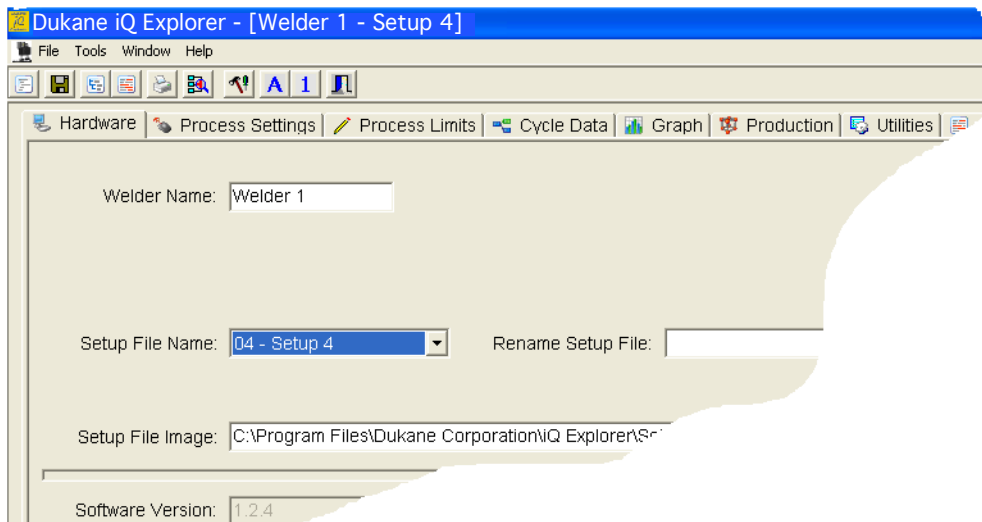 Dukane iQ Explorer - [Welder 1 - Setup 4]
File Tools Window Help
A 1
Hardware Process Settings Process Limits Cycle Data Graph Production Utilities
Welder Name: Welder 1
Setup File Name: 04 - Setup 4 Rename Setup File:
Setup File Image: C:\Program Files\Dukane Corporation\iQ Explorer\
Software Version: 1.2.4